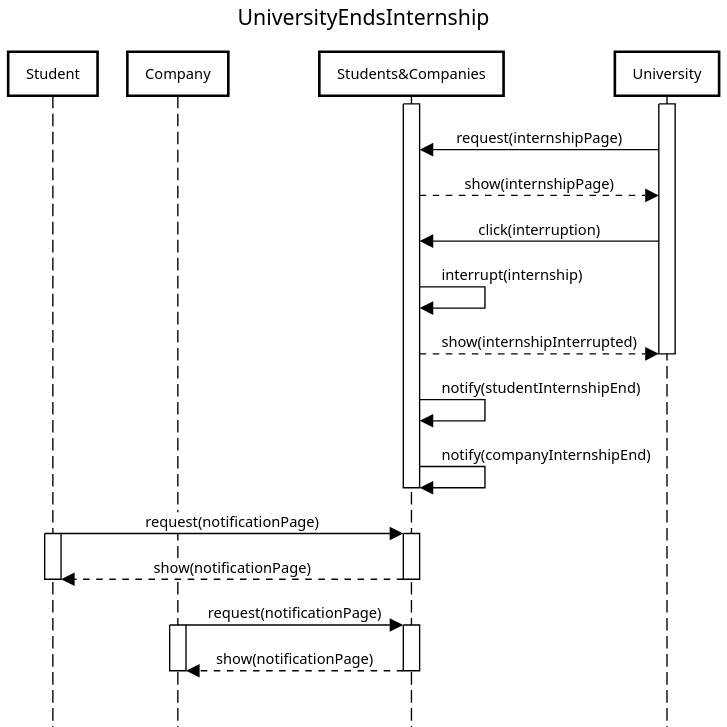 UniversityEndsInternship
Student
Company
Students&Companies
University
request(internshipPage)
show(internshipPage)
click(interruption)
interrupt(internship)
show(internshipInterrupted)
notify(studentInternshipEnd)
notify(companyInternshipEnd)
request(notificationPage)
show(notificationPage)
request(notificationPage)
show(notificationPage)